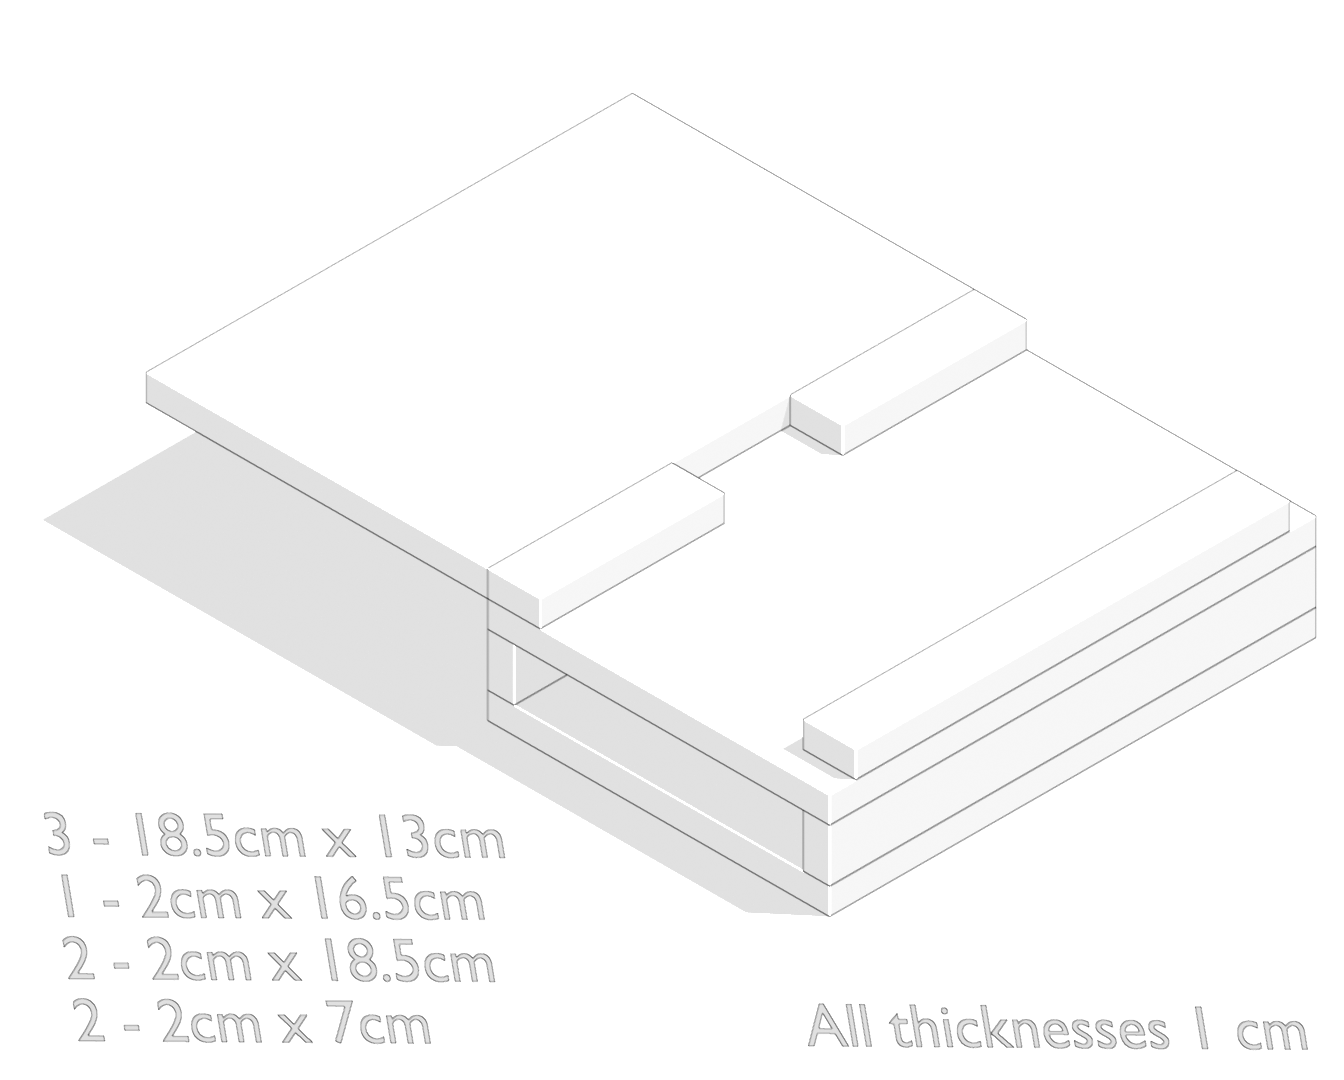 3 - 18.5cm x 13cm
1 - 2cm x 16.5cm
2 - 2cm x 18.5cm
2 - 2cm x 7cm
All thicknesses 1 cm